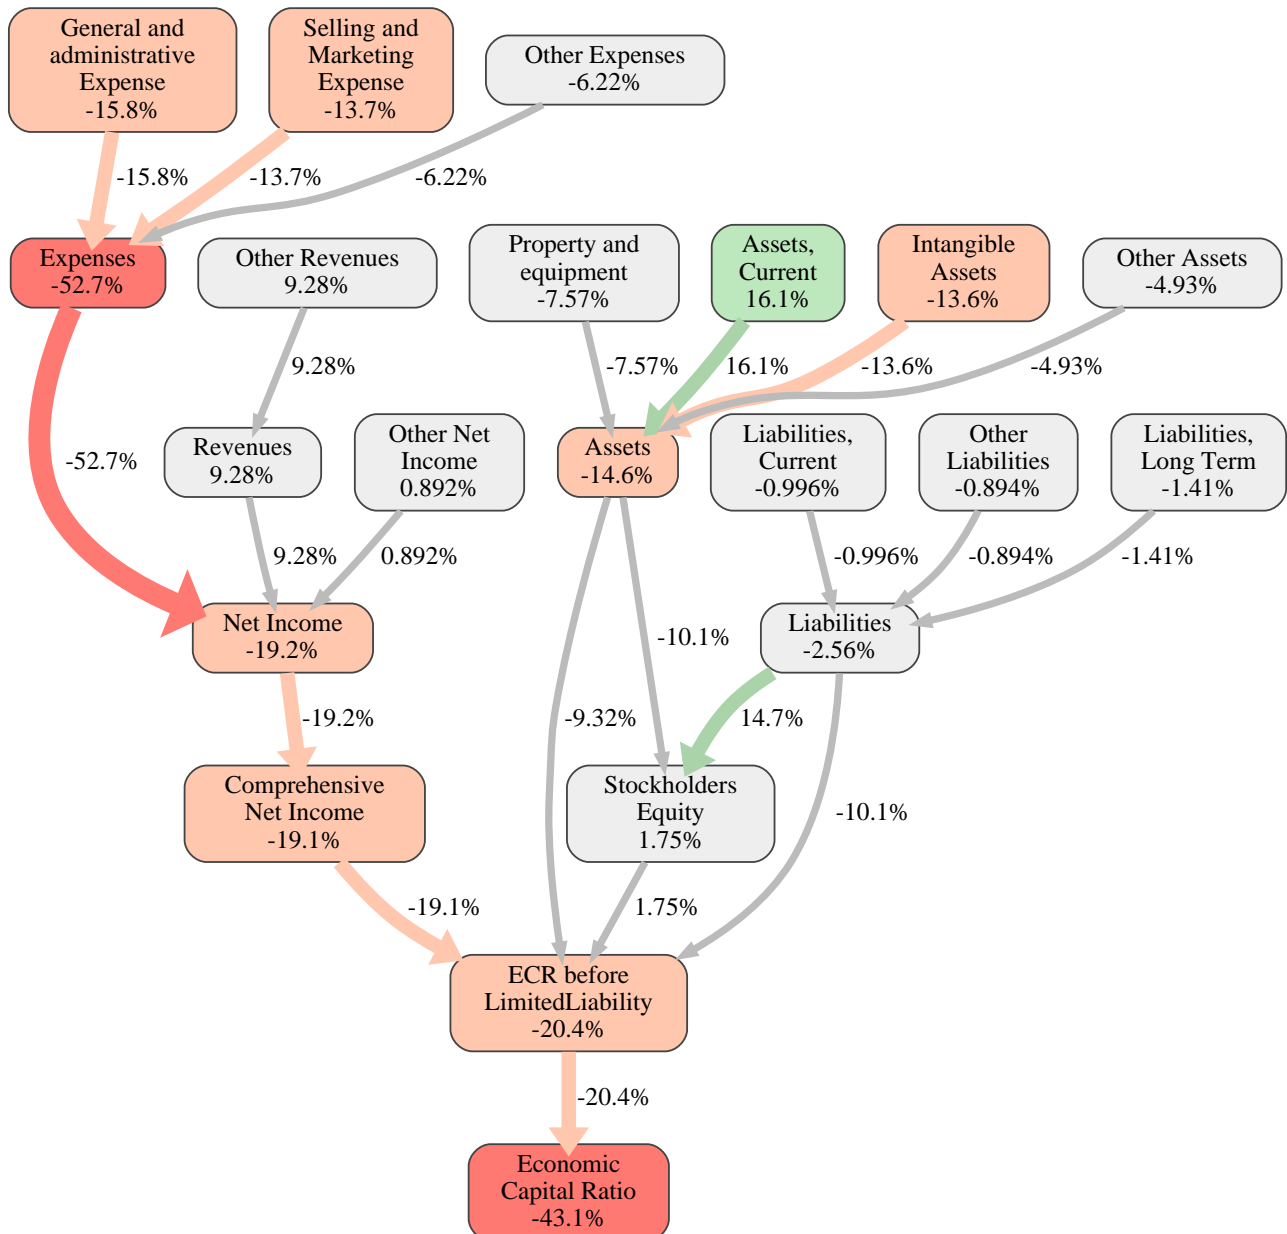 General and
administrative
Expense
-15.8%
Selling and
Marketing
Expense
-13.7%
Other Expenses
-6.22%
-15.8%
-13.7%
-6.22%
Expenses
-52.7%
Other Revenues
9.28%
Property and
equipment
-7.57%
Assets,
Current
16.1%
Intangible
Assets
-13.6%
Other Assets
-4.93%
9.28%
-7.57%
16.1%
-13.6%
-4.93%
-52.7%
Revenues
9.28%
Other Net
Income
0.892%
Assets
-14.6%
Liabilities,
Current
-0.996%
Other
Liabilities
-0.894%
Liabilities,
Long Term
-1.41%
9.28%
0.892%
-0.996%
-0.894%
-1.41%
Net Income
-19.2%
-10.1%
Liabilities
-2.56%
-19.2%
-9.32%
14.7%
Comprehensive
Net Income
-19.1%
Stockholders
Equity
1.75%
-10.1%
-19.1%
1.75%
ECR before
LimitedLiability
-20.4%
-20.4%
Economic
Capital Ratio
-43.1%